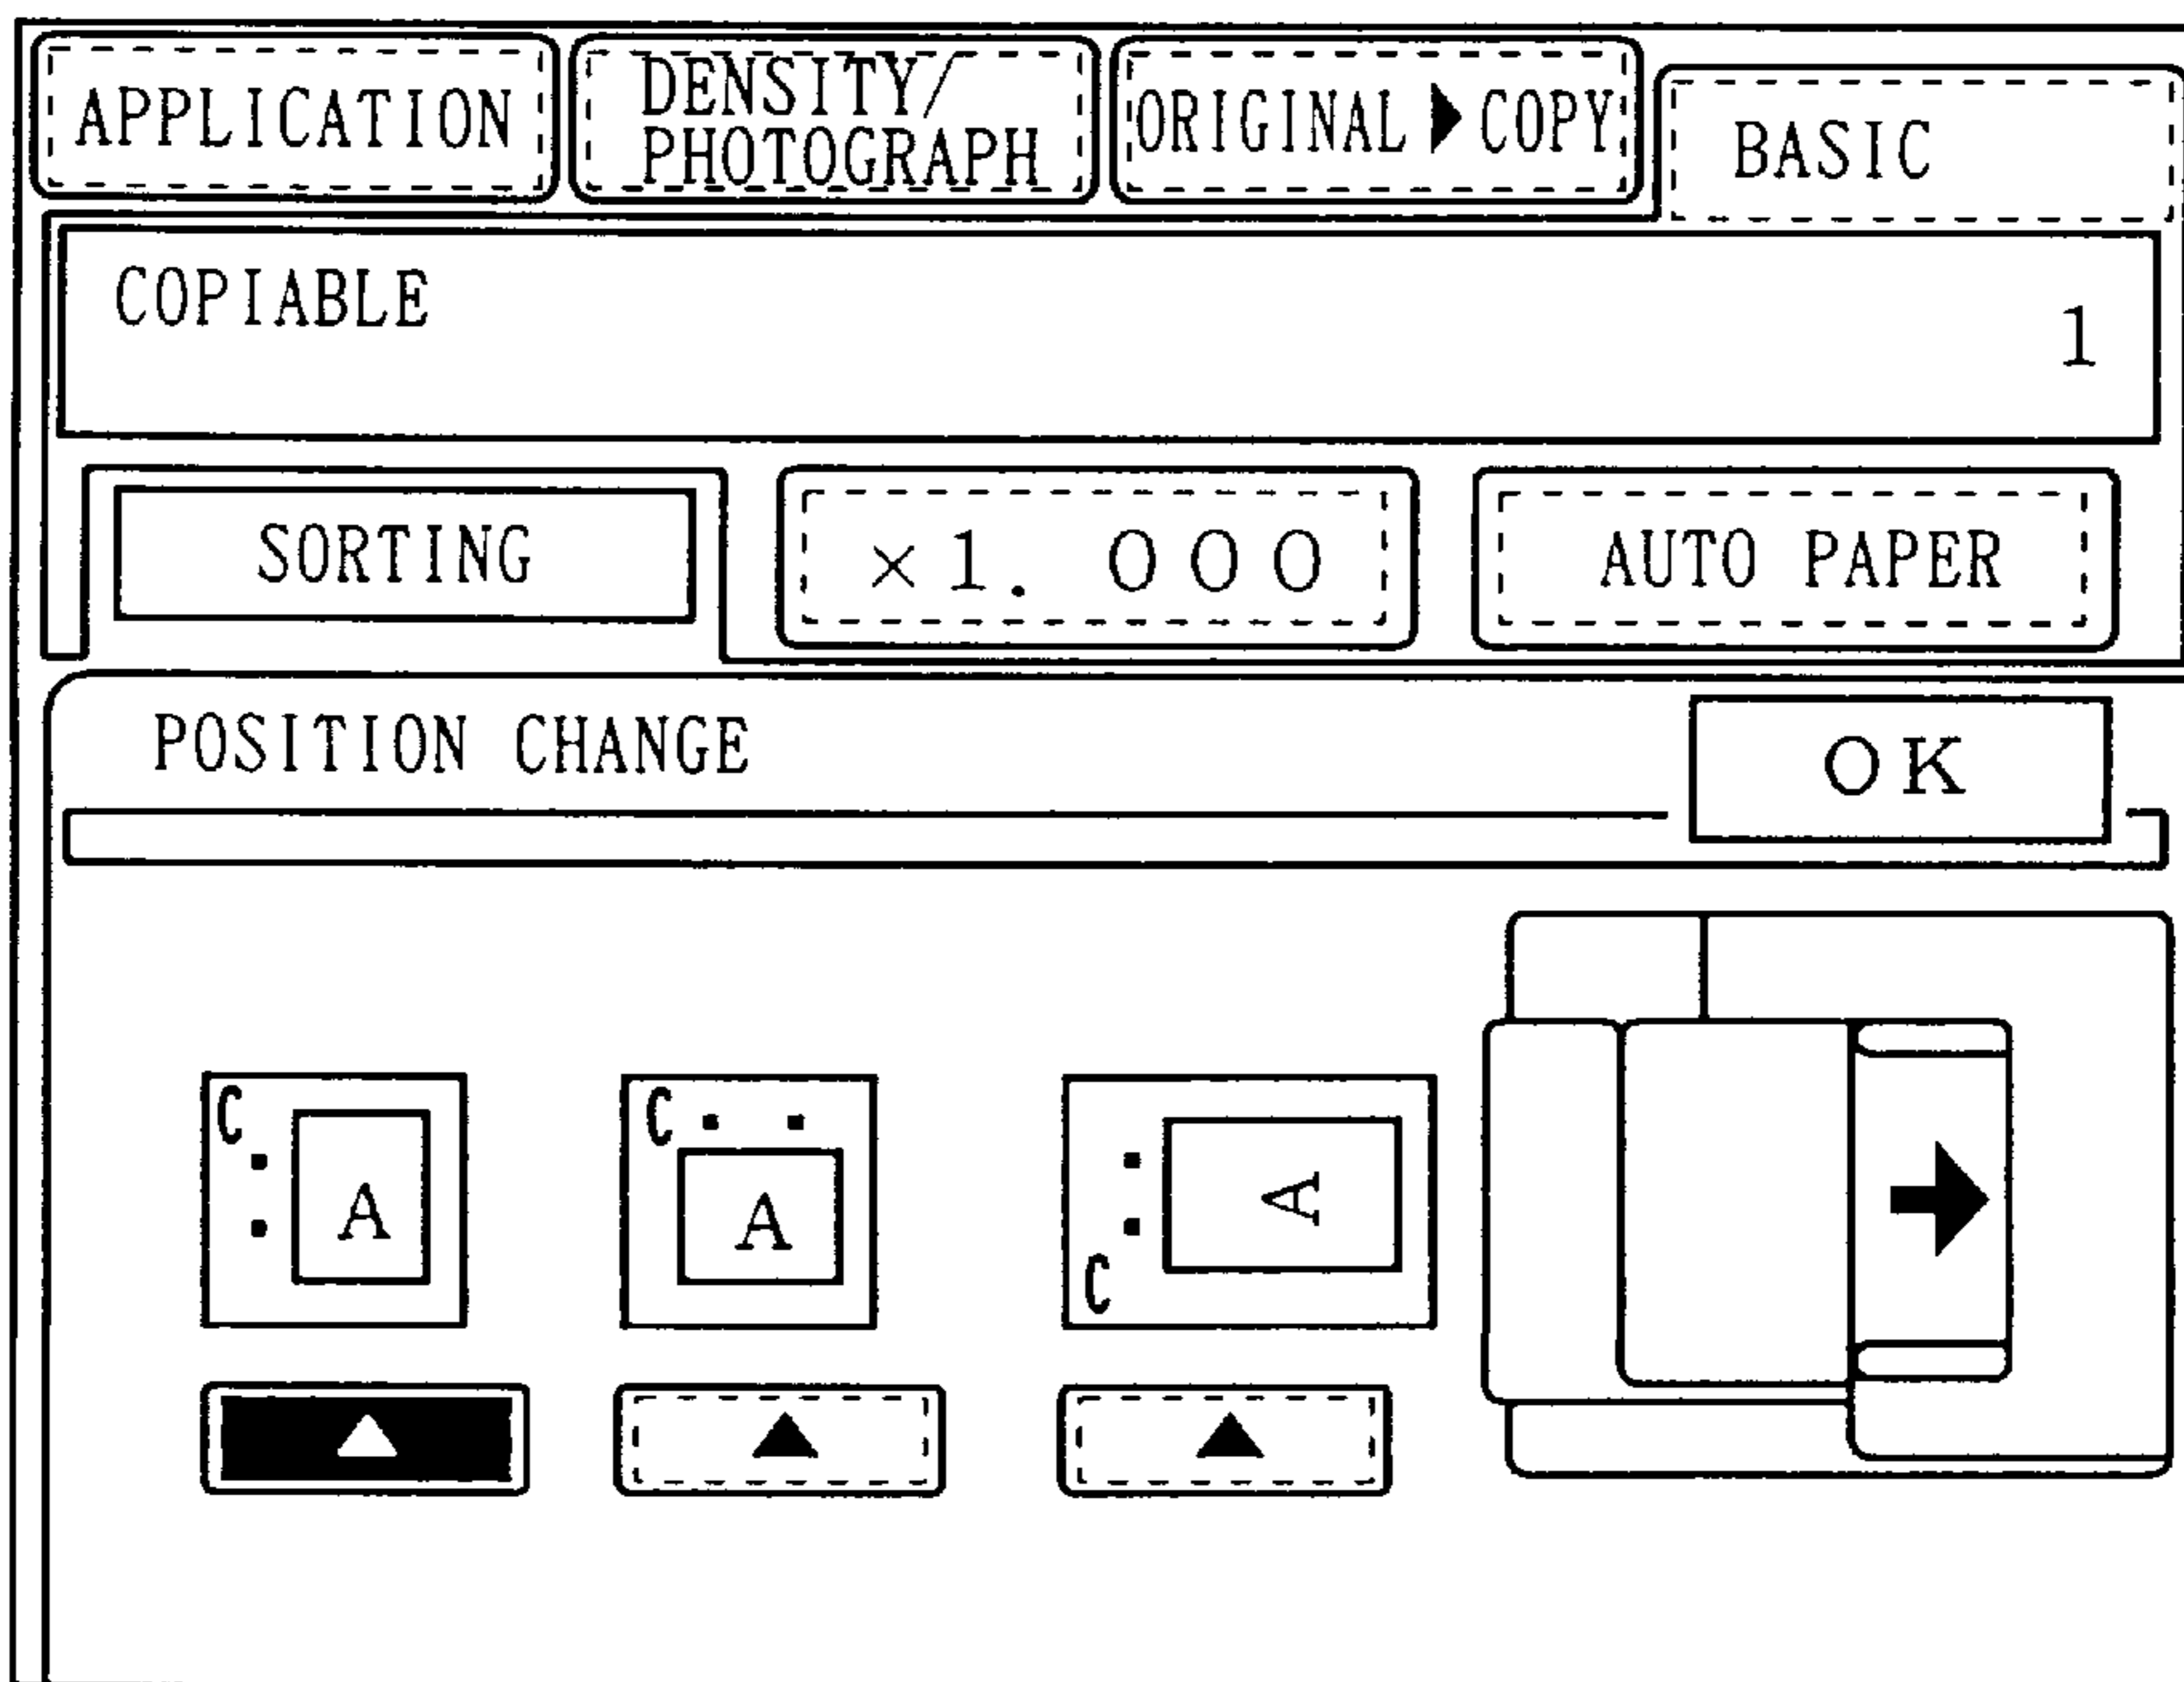 APPLICATION
DENSITY/
PHOTOGRAPH
ORIGINAL▶COPY
BASIC
COPIABLE
1
SORTING
×1. 000
AUTO PAPER
POSITION CHANGE
OK
C
A
C
A
A
C